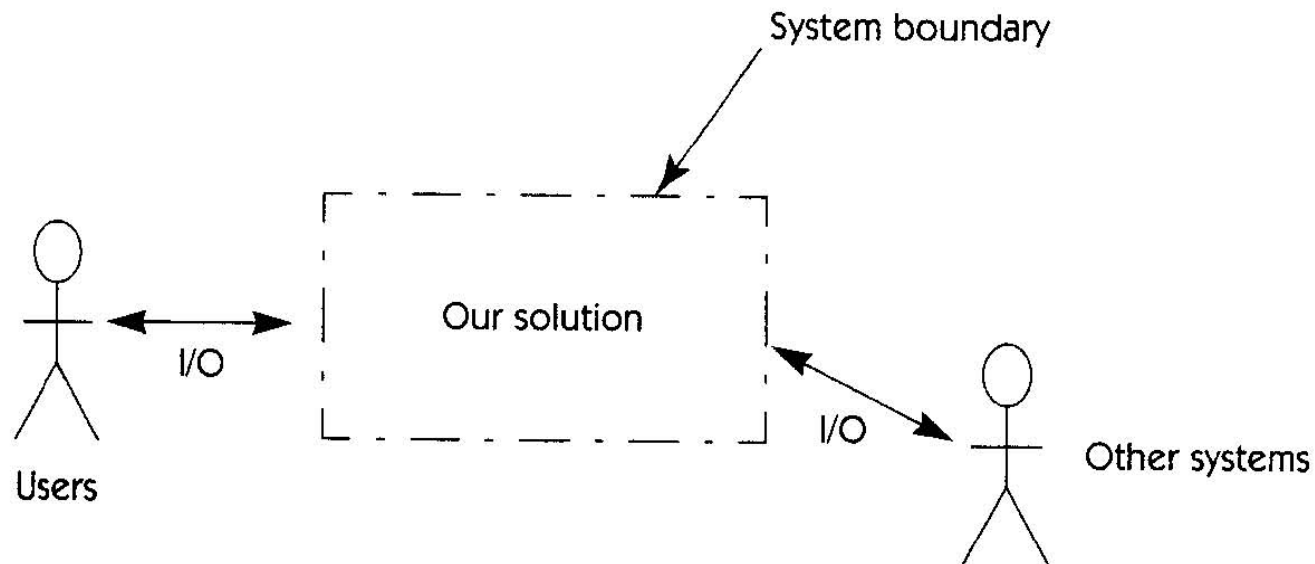 System boundary
Our solution
I/O
I/O
Users
Other systems